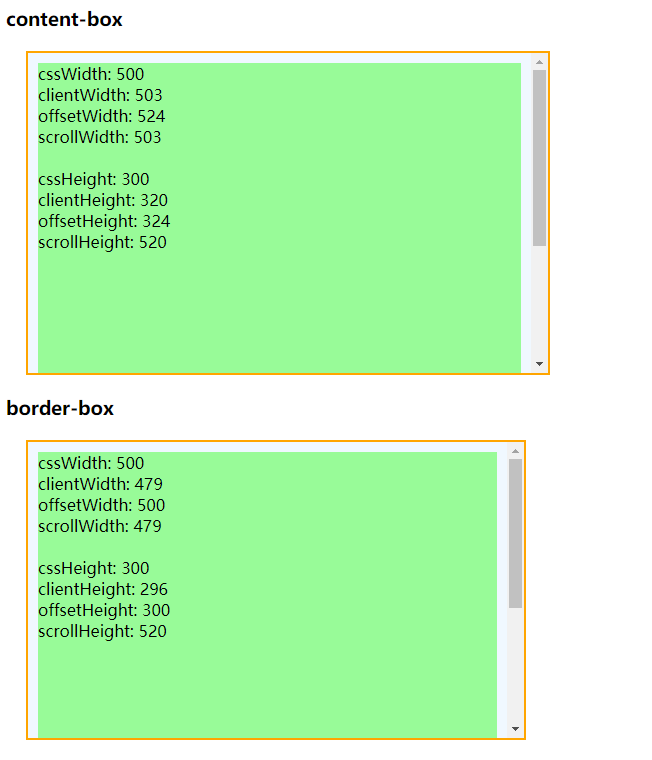 content-box
cssWidth: 500
clientWidth: 503
offsetWidth: 524
scrollWidth: 503
cssHeight: 300
clientHeight: 320
offsetHeight: 324
scrollHeight: 520
border-box
cssWidth: 500
clientWidth: 479
offsetWidth: 500
scrollWidth: 479
cssHeight: 300
clientHeight: 296
offsetHeight: 300
scrollHeight: 520